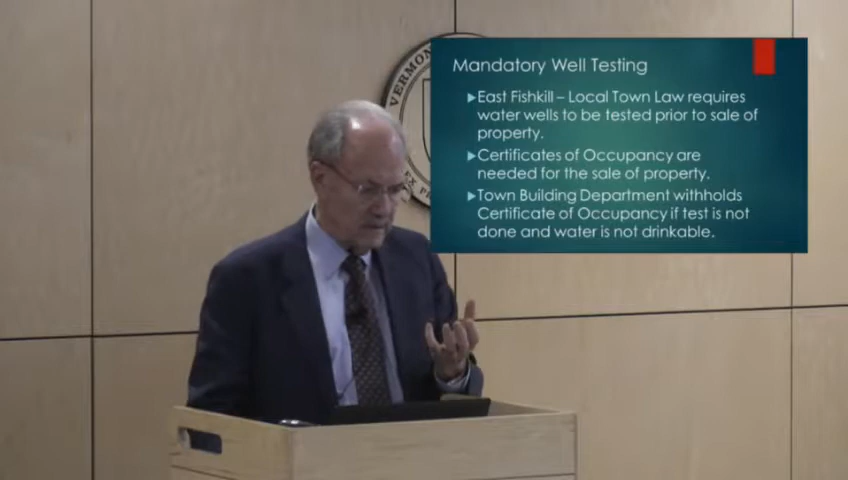 VERMON
EX P
Mandatory Well Testing
▶East Fishkill – Local Town Law requires
water wells to be tested prior to sale of
property.
▶Certificates of Occupancy are
needed for the sale of property.
▶Town Building Department withholds
Certificate of Occupancy if test is not
done and water is not drinkable.